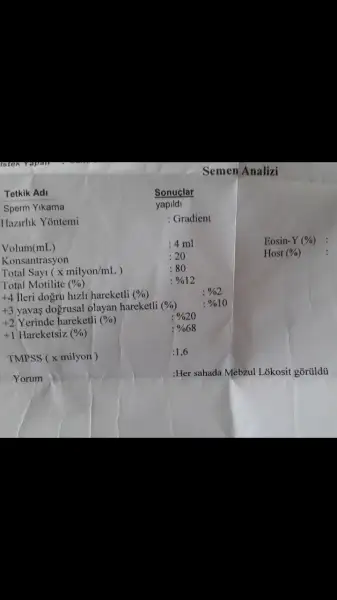 Semen Analizi
Tetkik Adı Sonuçlar
Sperm Yıkama yapıldı
Hazırlık Yöntemi : Gradient
Volum(mL) : 4 ml Eosin-Y (%) :
Konsantrasyon : 20 Host (%) :
Total Sayı ( x milyon/mL ) : 80
Total Motilite (%) : %12
+4 İleri doğru hızlı hareketli (%) : %2
+3 yavaş doğrusal olayan hareketli (%) : %10
+2 Yerinde hareketli (%) : %20
+1 Hareketsiz (%) : %68
TMPSS ( x milyon ) :1,6
Yorum :Her sahada Mebzul Lökosit görüldü